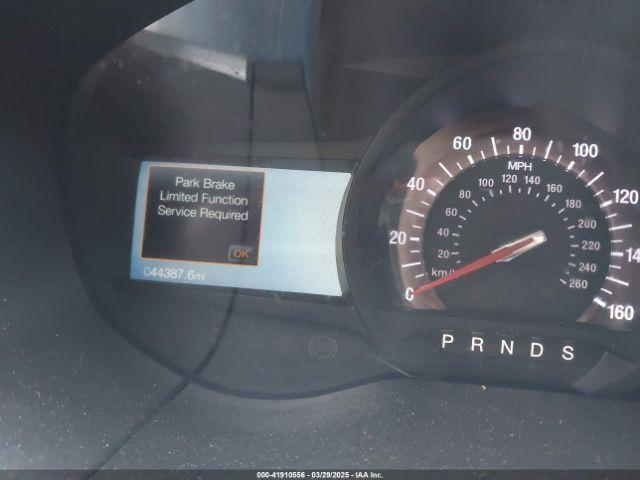 Park Brake
Limited Function
Service Required
OK
044387.6mi
0 20 40 60 80 100 120 14 160
MPH
20 40 60 80 100 120 140 160 180 200 220 240 260
km/
P R N D S
000-41910556 - 03/29/2025 - IAA Inc.